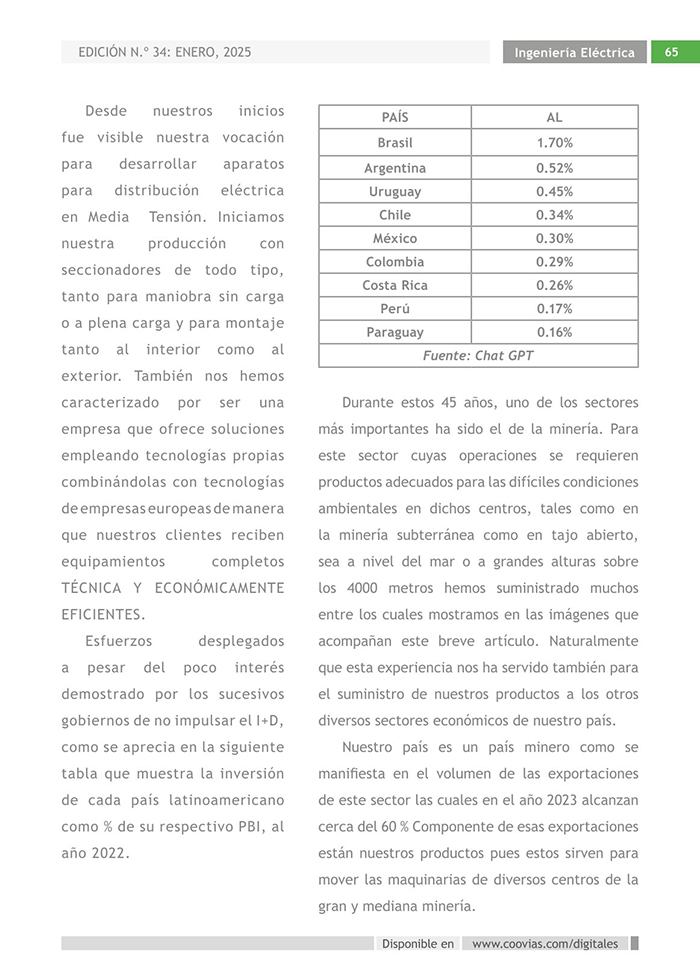 EDICIÓN N.º 34: ENERO, 2025
Ingeniería Eléctrica
65
Desde nuestros inicios
fue visible nuestra vocación
para desarrollar aparatos
para distribución eléctrica
en Media Tensión. Iniciamos
nuestra producción con
seccionadores de todo tipo,
tanto para maniobra sin carga
o a plena carga y para montaje
tanto al interior como al
exterior. También nos hemos
caracterizado por ser una
empresa que ofrece soluciones
empleando tecnologías propias
combinándolas con tecnologías
de empresas europeas de manera
que nuestros clientes reciben
equipamientos completos
TÉCNICA Y ECONÓMICAMENTE
EFICIENTES.
Esfuerzos desplegados
a pesar del poco interés
demostrado por los sucesivos
gobiernos de no impulsar el I+D,
como se aprecia en la siguiente
tabla que muestra la inversión
de cada país latinoamericano
como % de su respectivo PBI, al
año 2022.
PAÍS AL
Brasil 1.70%
Argentina 0.52%
Uruguay 0.45%
Chile 0.34%
México 0.30%
Colombia 0.29%
Costa Rica 0.26%
Perú 0.17%
Paraguay 0.16%
Fuente: Chat GPT
Durante estos 45 años, uno de los sectores
más importantes ha sido el de la minería. Para
este sector cuyas operaciones se requieren
productos adecuados para las difíciles condiciones
ambientales en dichos centros, tales como en
la minería subterránea como en tajo abierto,
sea a nivel del mar o a grandes alturas sobre
los 4000 metros hemos suministrado muchos
entre los cuales mostramos en las imágenes que
acompañan este breve artículo. Naturalmente
que esta experiencia nos ha servido también para
el suministro de nuestros productos a los otros
diversos sectores económicos de nuestro país.
Nuestro país es un país minero como se
manifiesta en el volumen de las exportaciones
de este sector las cuales en el año 2023 alcanzan
cerca del 60 % Componente de esas exportaciones
están nuestros productos pues estos sirven para
mover las maquinarias de diversos centros de la
gran y mediana minería.
Disponible en
www.coovias.com/digitales